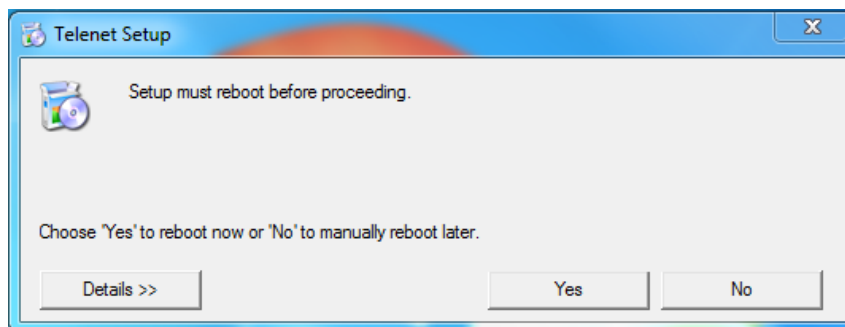 Telenet Setup
Setup must reboot before proceeding.
Choose 'Yes' to reboot now or 'No' to manually reboot later.
Details >>
Yes
No